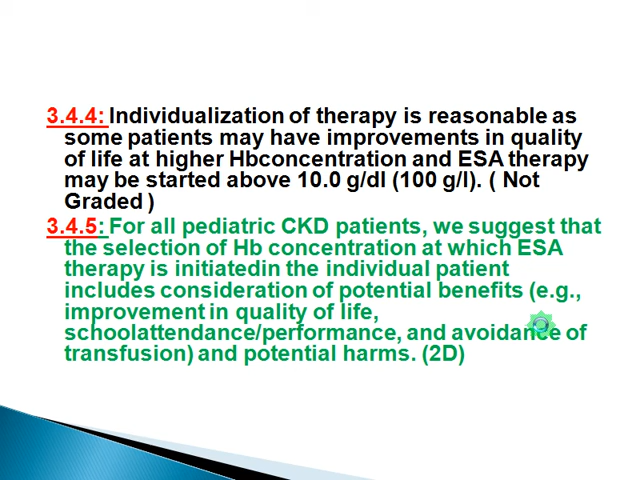 3.4.4: Individualization of therapy is reasonable as
some patients may have improvements in quality
of life at higher Hbconcentration and ESA therapy
may be started above 10.0 g/dl (100 g/l). ( Not
Graded )
3.4.5: For all pediatric CKD patients, we suggest that
the selection of Hb concentration at which ESA
therapy is initiatedin the individual patient
includes consideration of potential benefits (e.g.,
improvement in quality of life,
schoolattendance/performance, and avoidance of
transfusion) and potential harms. (2D)